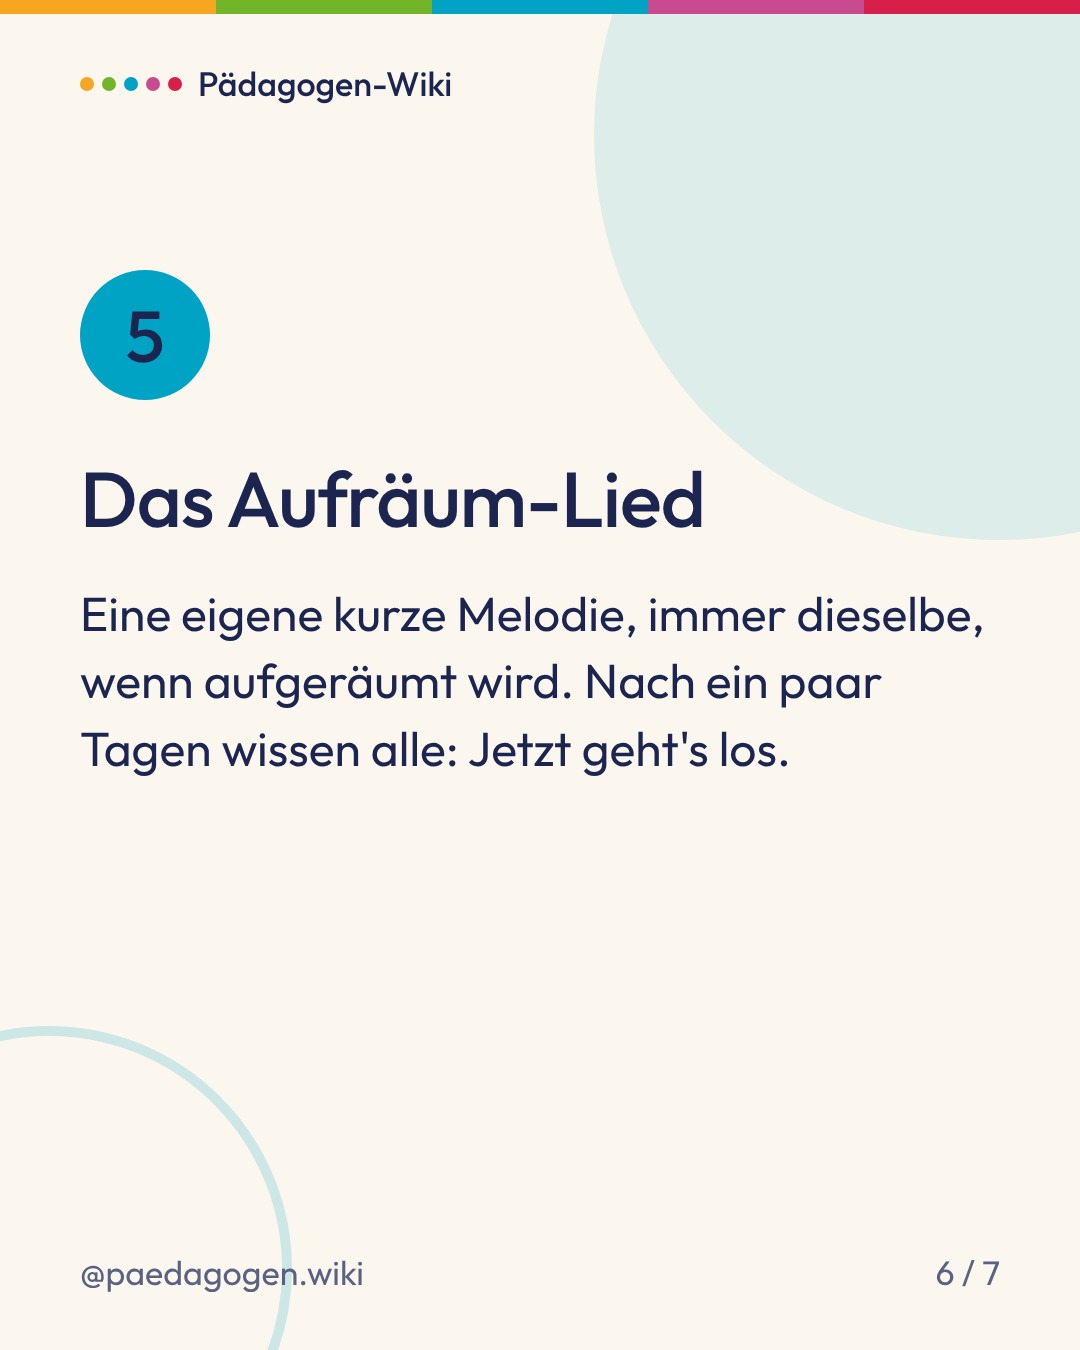 Pädagogen-Wiki
5
Das Aufräum-Lied
Eine eigene kurze Melodie, immer dieselbe,
wenn aufgeräumt wird. Nach ein paar
Tagen wissen alle: Jetzt geht's los.
@paedagogen.wiki
6 / 7